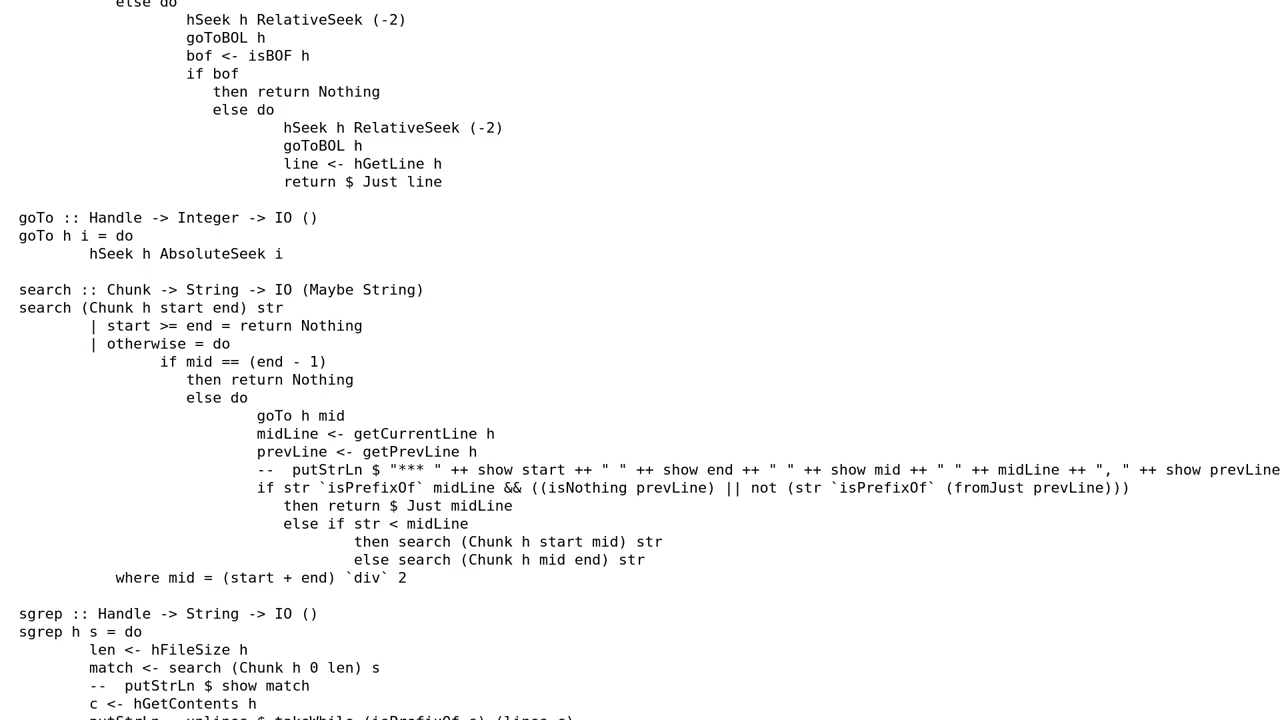 else do
hSeek h RelativeSeek (-2)
goToBOL h
bof <- isBOF h
if bof
then return Nothing
else do
hSeek h RelativeSeek (-2)
goToBOL h
line <- hGetLine h
return $ Just line
goTo :: Handle -> Integer -> IO ()
goTo h i = do
hSeek h AbsoluteSeek i
search :: Chunk -> String -> IO (Maybe String)
search (Chunk h start end) str
| start >= end = return Nothing
| otherwise = do
if mid == (end - 1)
then return Nothing
else do
goTo h mid
midLine <- getCurrentLine h
prevLine <- getPrevLine h
--  putStrLn $ "*** " ++ show start ++ " " ++ show end ++ " " ++ show mid ++ " " ++ midLine ++ ", " ++ show prevLine
if str `isPrefixOf` midLine && ((isNothing prevLine) || not (str `isPrefixOf` (fromJust prevLine)))
then return $ Just midLine
else if str < midLine
then search (Chunk h start mid) str
else search (Chunk h mid end) str
where mid = (start + end) `div` 2
sgrep :: Handle -> String -> IO ()
sgrep h s = do
len <- hFileSize h
match <- search (Chunk h 0 len) s
--  putStrLn $ show match
c <- hGetContents h
putStrLn . unlines $ takeWhile (isPrefixOf s) (lines c)